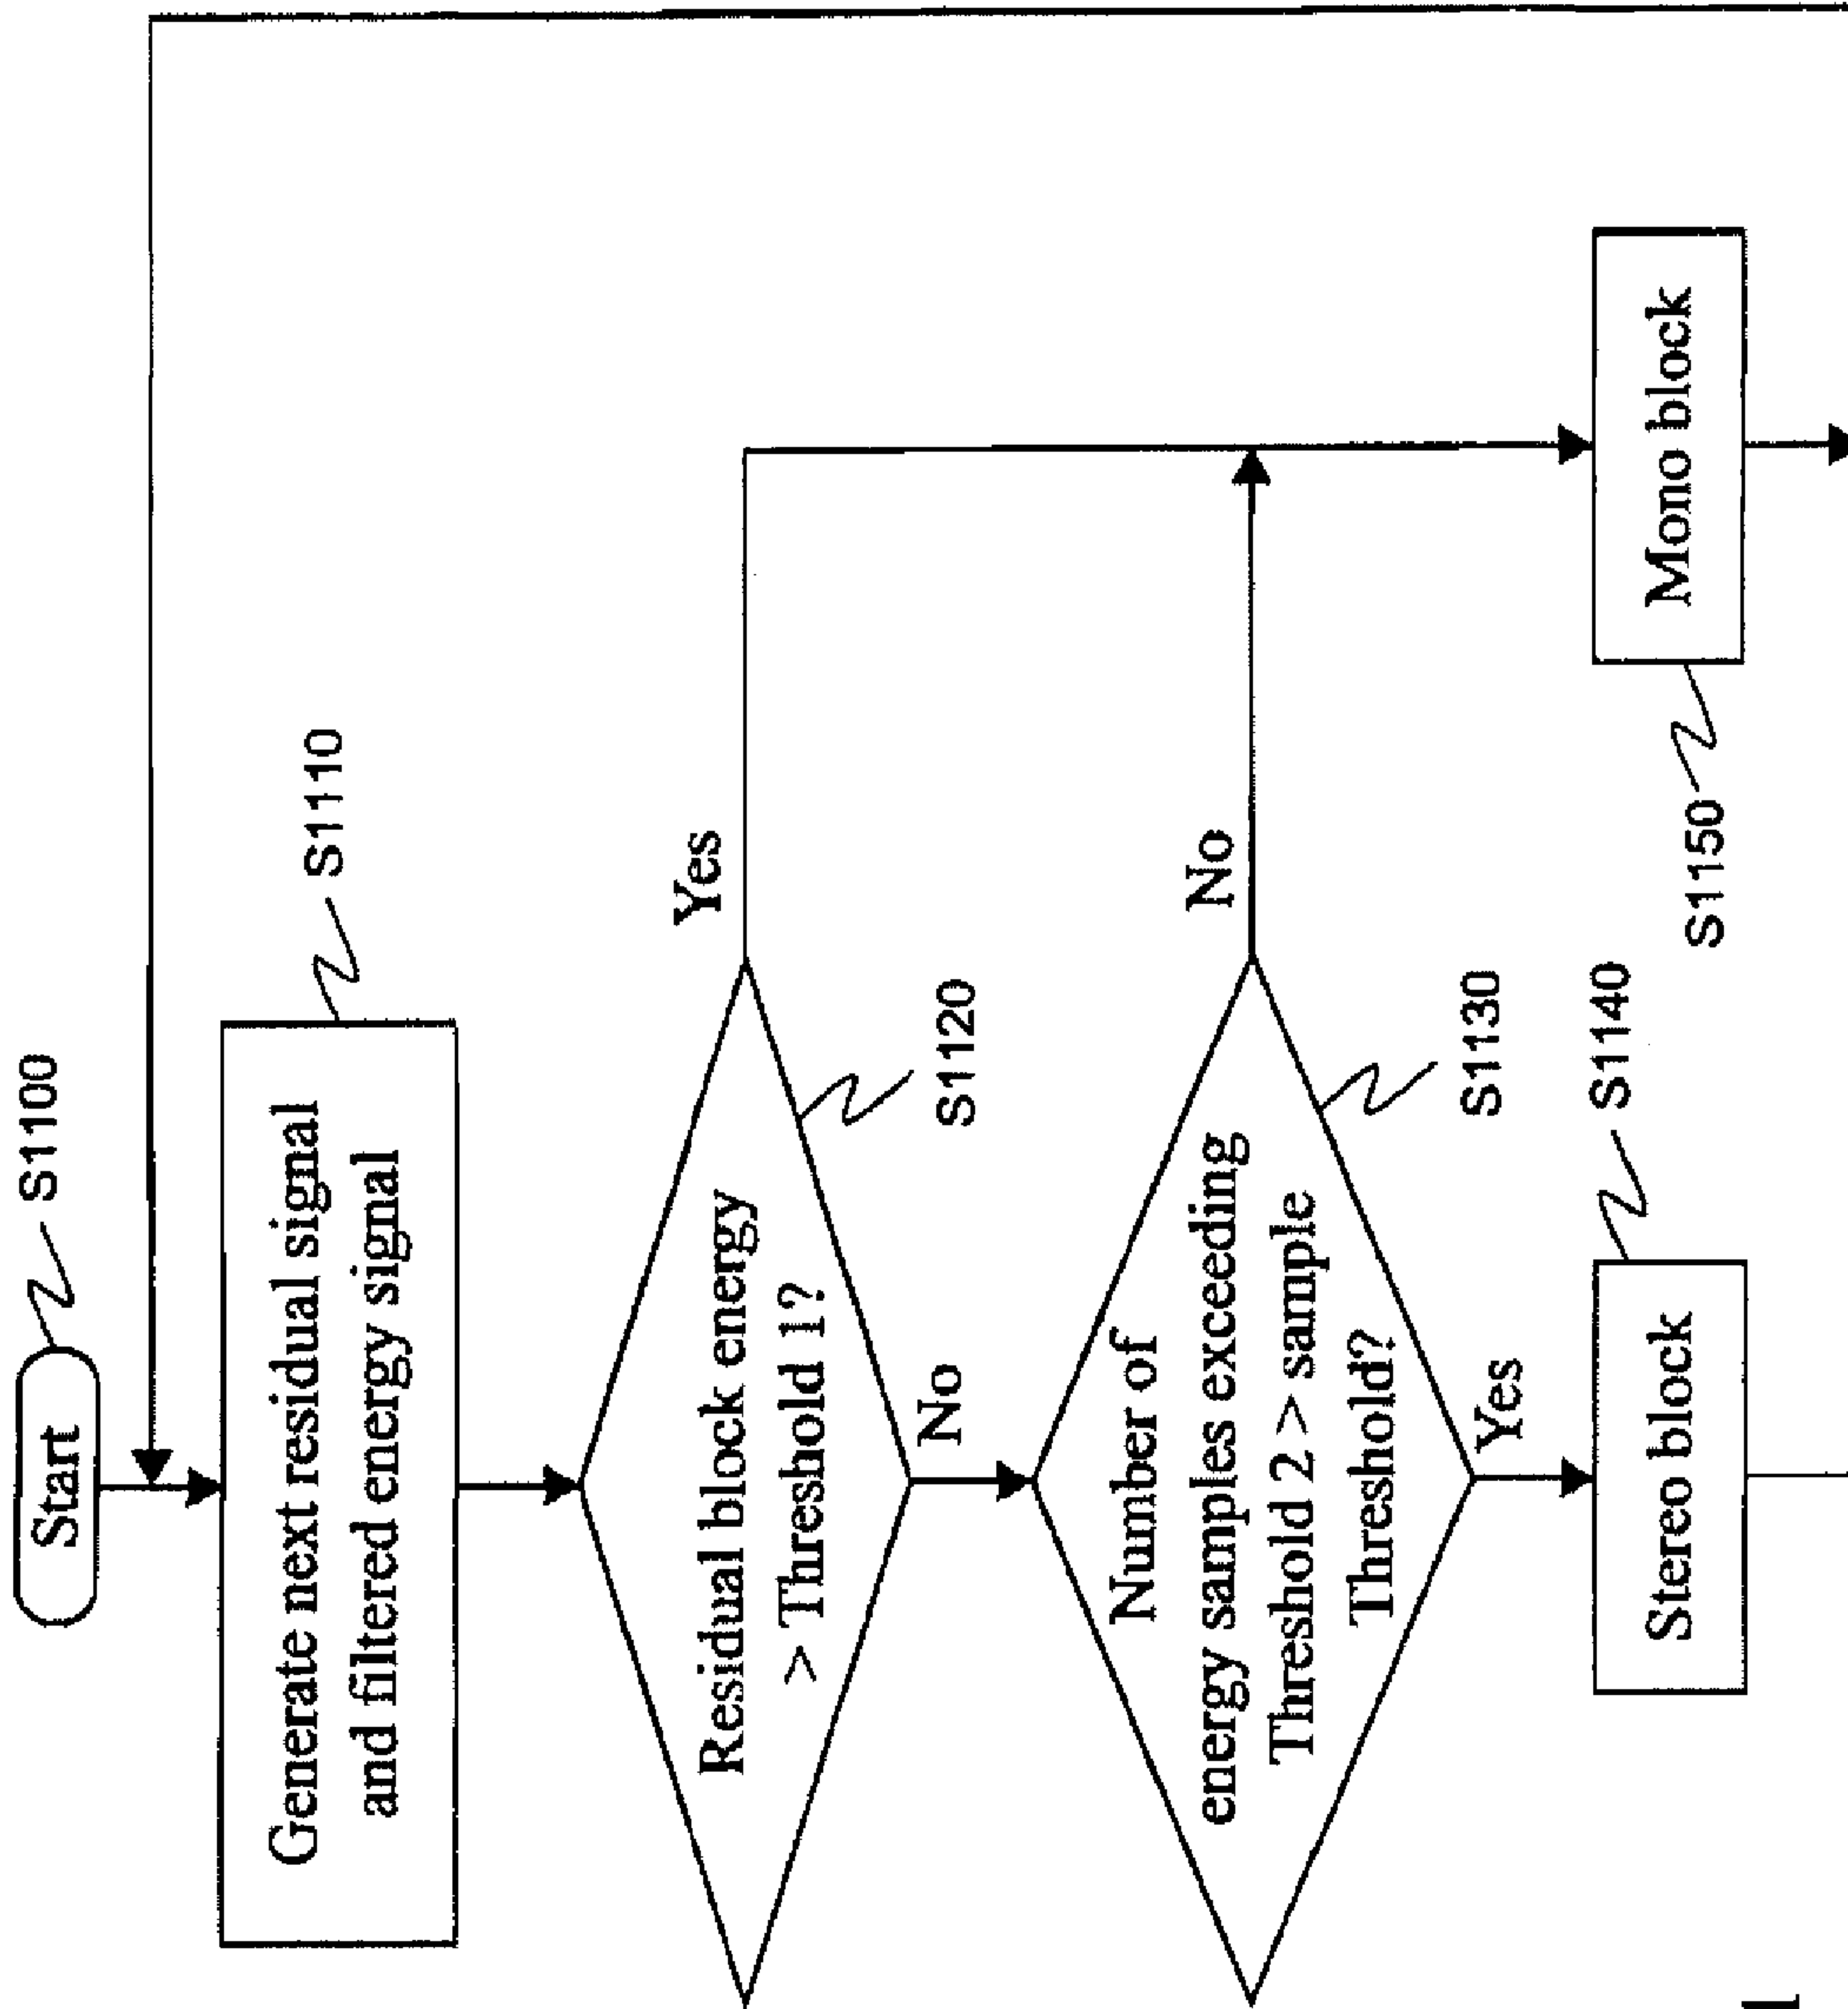 Start
S1100
Generate next residual signal
and filtered energy signal
S1110
Residual block energy
> Threshold 1?
Yes
No
S1120
Number of
energy samples exceeding
Threshold 2 > sample
Threshold?
No
Yes
S1130
Stereo block
S1140
Mono block
S1150